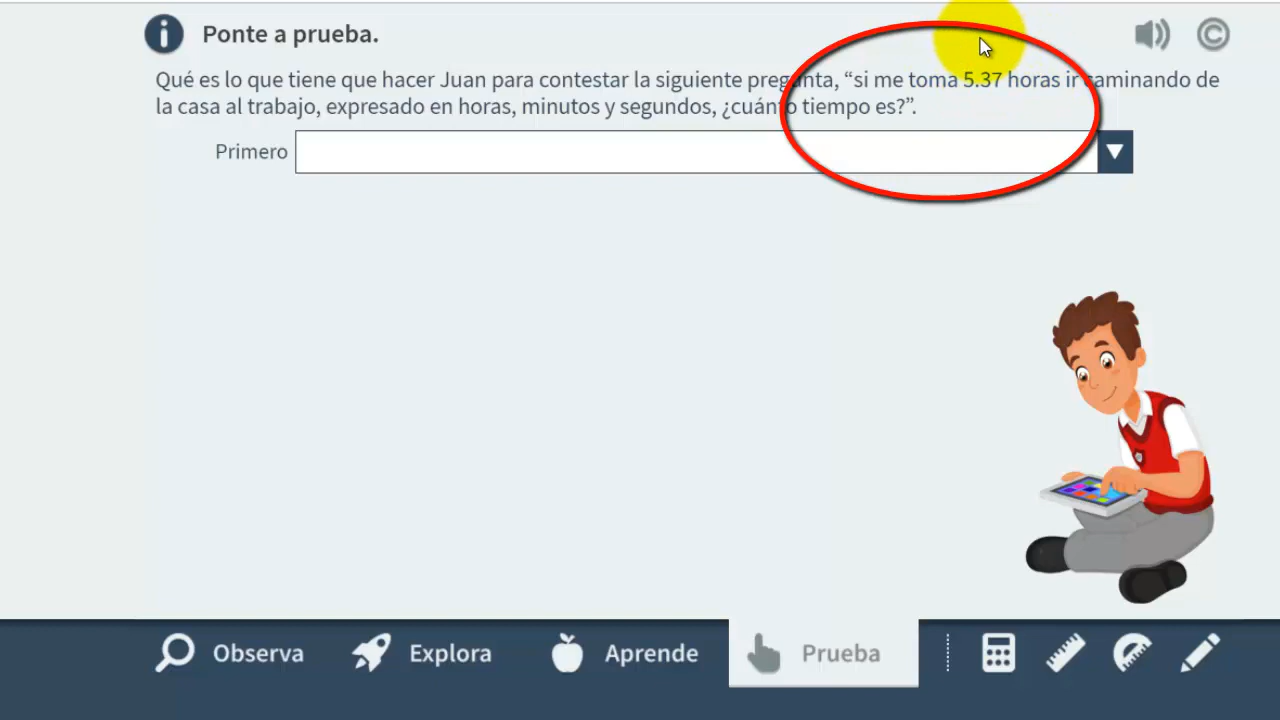 Ponte a prueba.
Qué es lo que tiene que hacer Juan para contestar la siguiente pregunta, “si me toma 5.37 horas ir caminando de
la casa al trabajo, expresado en horas, minutos y segundos, ¿cuánto tiempo es?”.
Primero
Observa
Explora
Aprende
Prueba